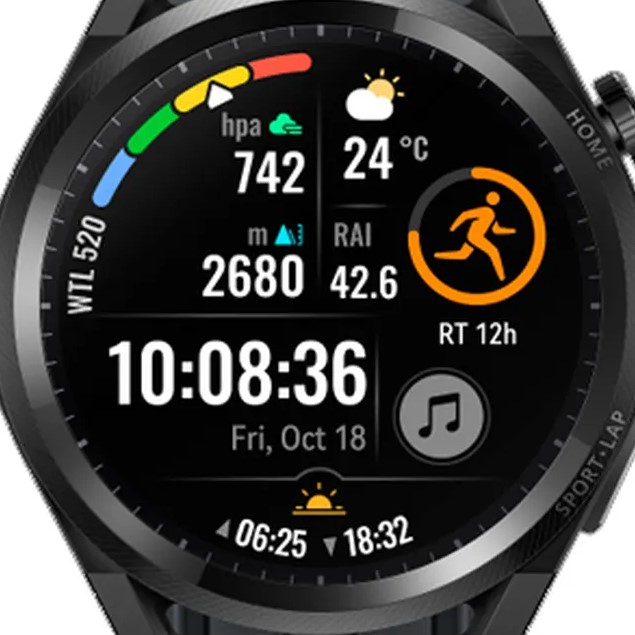 hpa
742
24 °C
m
2680
RAI
42.6
WTL 520
RT 12h
10:08:36
Fri, Oct 18
06:25 18:32
HOME
SPORT·LAP